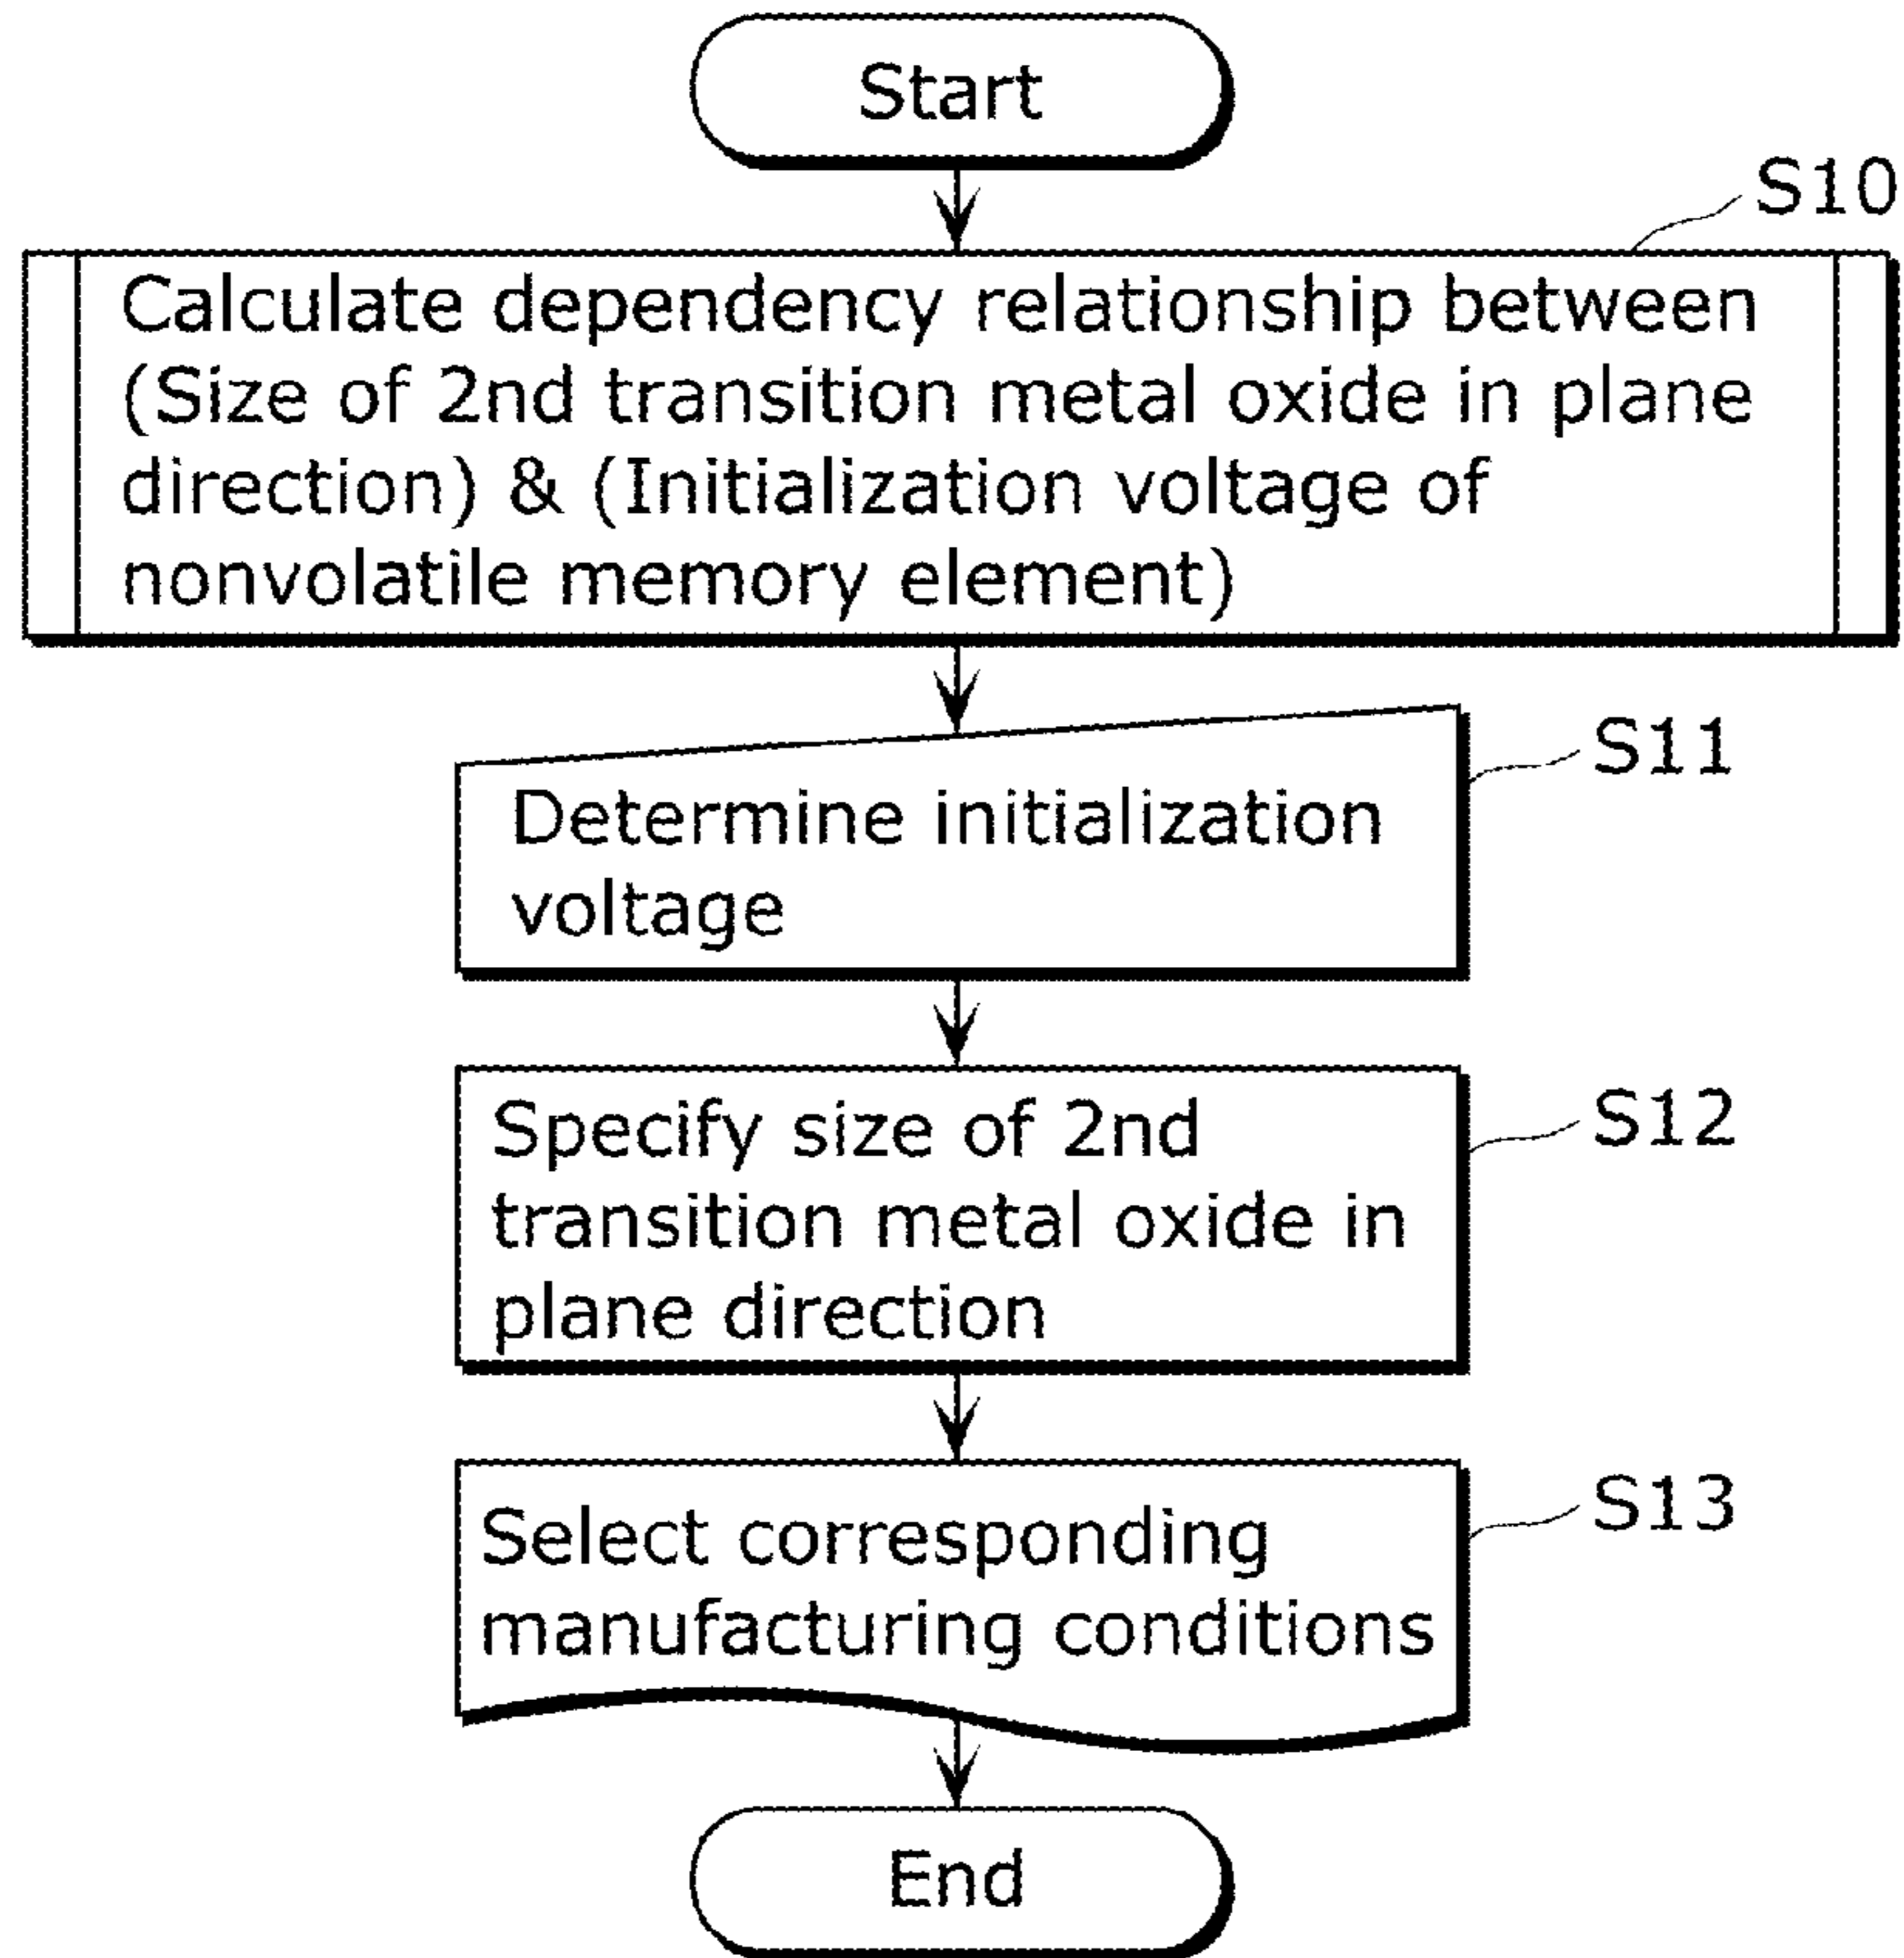 Start
S10
Calculate dependency relationship between
(Size of 2nd transition metal oxide in plane
direction) & (Initialization voltage of
nonvolatile memory element)
S11
Determine initialization
voltage
S12
Specify size of 2nd
transition metal oxide in
plane direction
S13
Select corresponding
manufacturing conditions
End